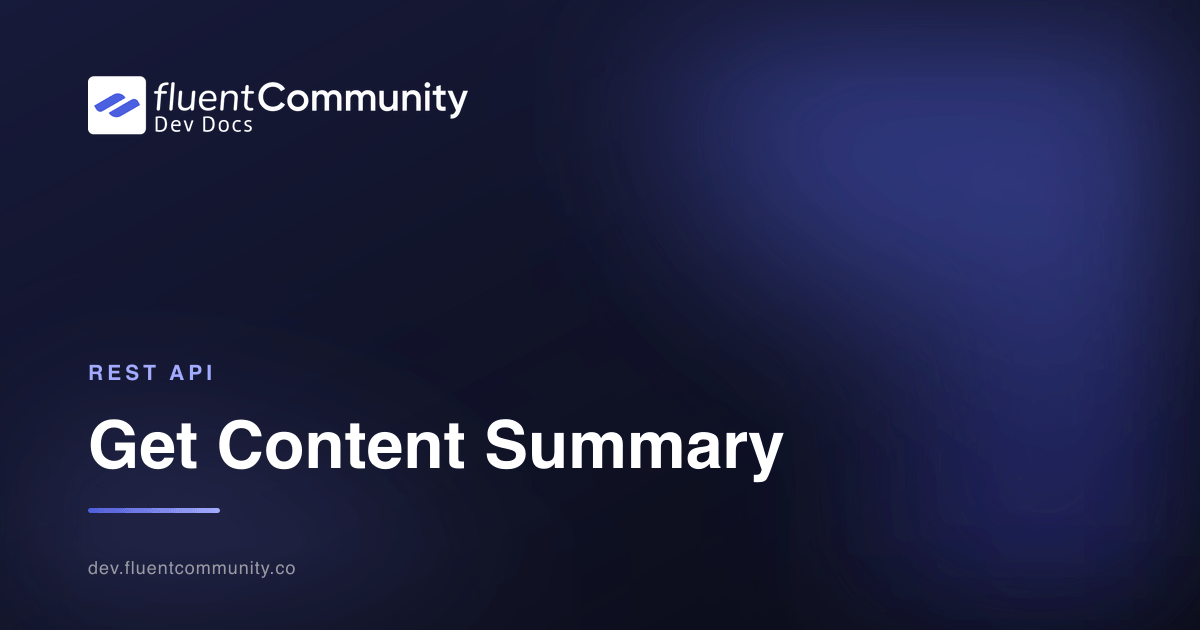 fluentCommunity
Dev Docs
REST API
Get Content Summary
dev.fluentcommunity.co